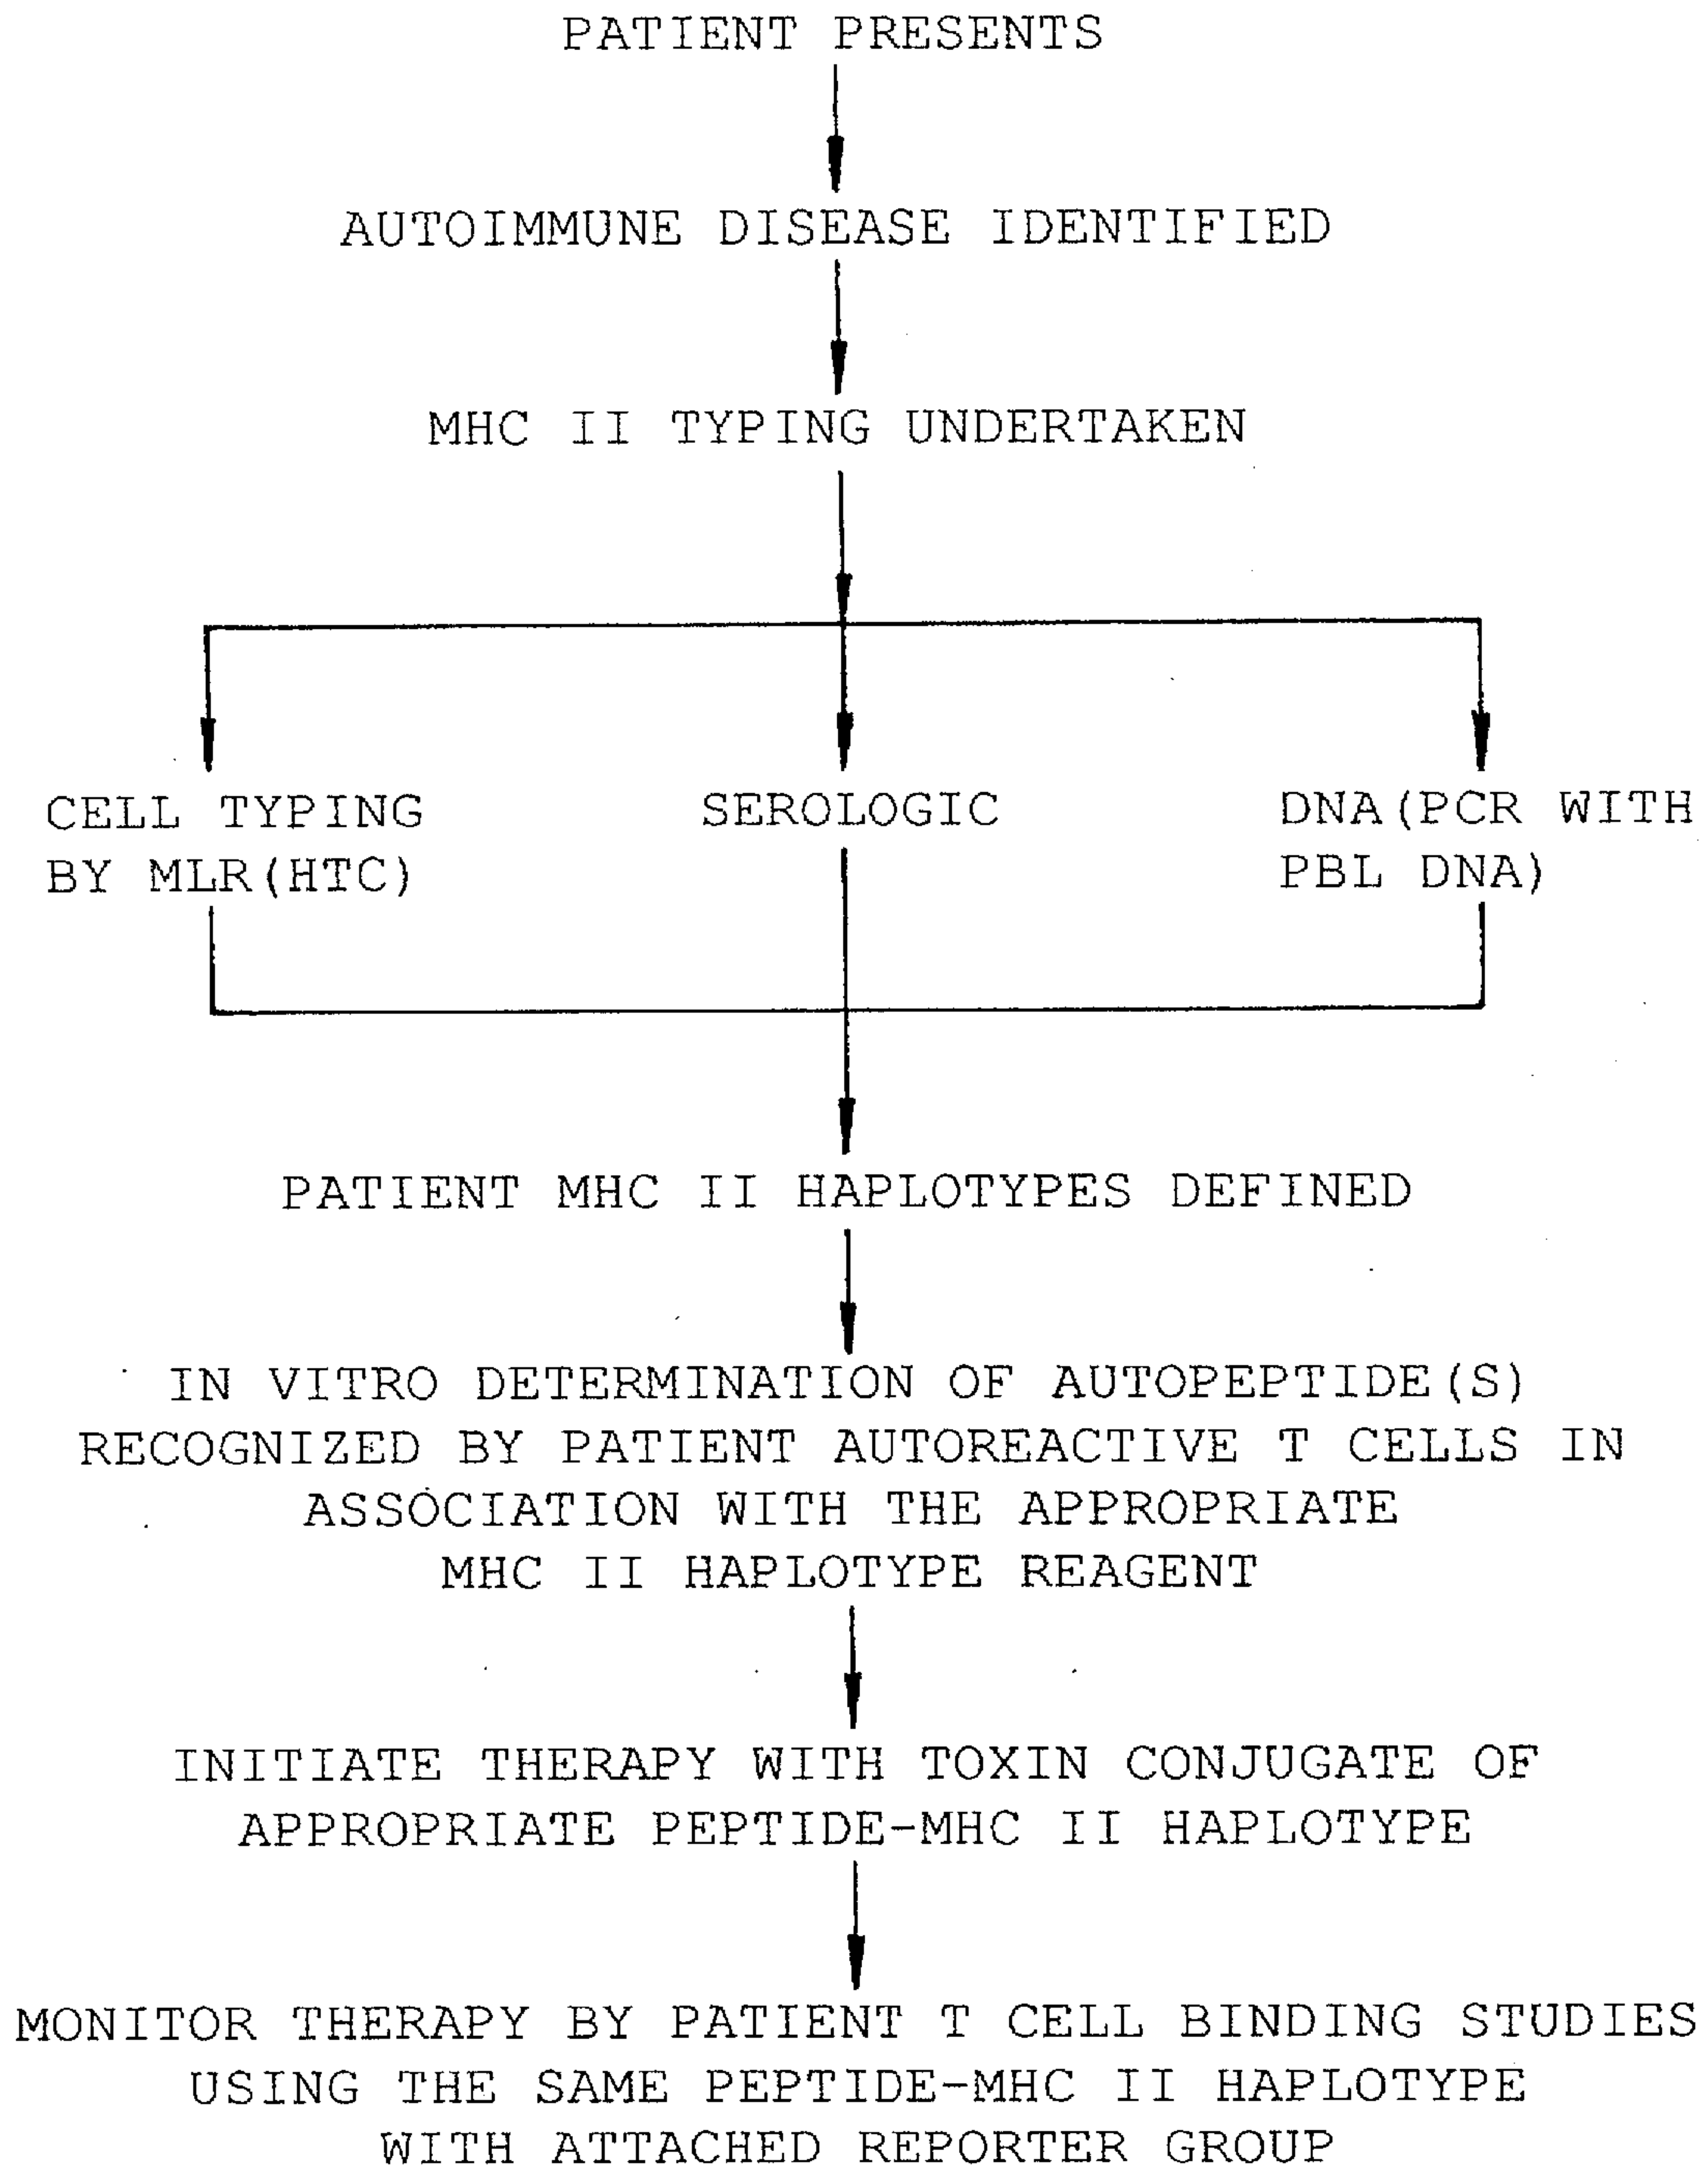 PATIENT PRESENTS
AUTOIMMUNE DISEASE IDENTIFIED
MHC II TYPING UNDERTAKEN
CELL TYPING
BY MLR(HTC)
SEROLOGIC
DNA(PCR WITH
PBL DNA)
PATIENT MHC II HAPLOTYPES DEFINED
IN VITRO DETERMINATION OF AUTOPEPTIDE(S)
RECOGNIZED BY PATIENT AUTOREACTIVE T CELLS IN
ASSOCIATION WITH THE APPROPRIATE
MHC II HAPLOTYPE REAGENT
INITIATE THERAPY WITH TOXIN CONJUGATE OF
APPROPRIATE PEPTIDE-MHC II HAPLOTYPE
MONITOR THERAPY BY PATIENT T CELL BINDING STUDIES
USING THE SAME PEPTIDE-MHC II HAPLOTYPE
WITH ATTACHED REPORTER GROUP